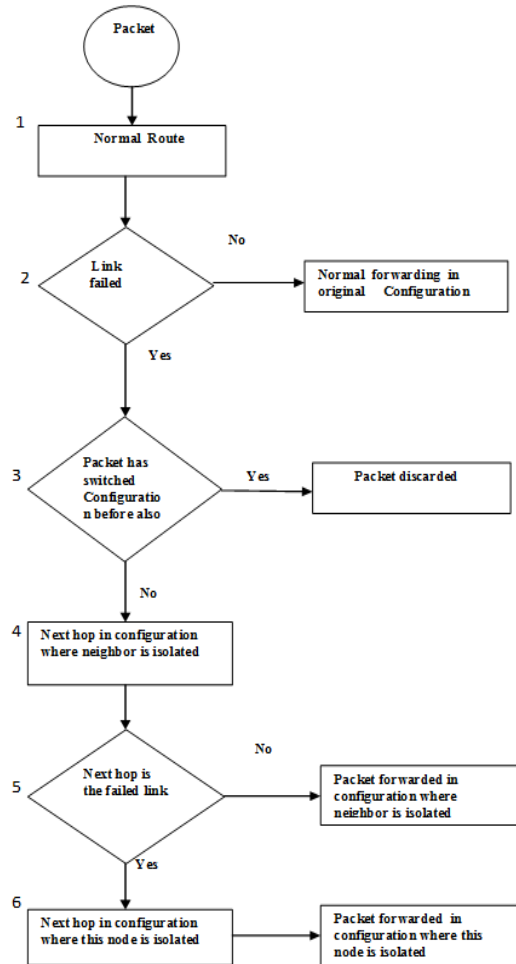 Packet
1
Normal Route
No
2
Link
failed
Normal forwarding in
original Configuration
Yes
3
Packet has
switched
Configuratio
n before also
Yes
Packet discarded
No
4
Next hop in configuration
where neighbor is isolated
No
5
Next hop is
the failed link
Packet forwarded in
configuration where
neighbor is isolated
Yes
6
Next hop in configuration
where this node is isolated
Packet forwarded in
configuration where this
node is isolated